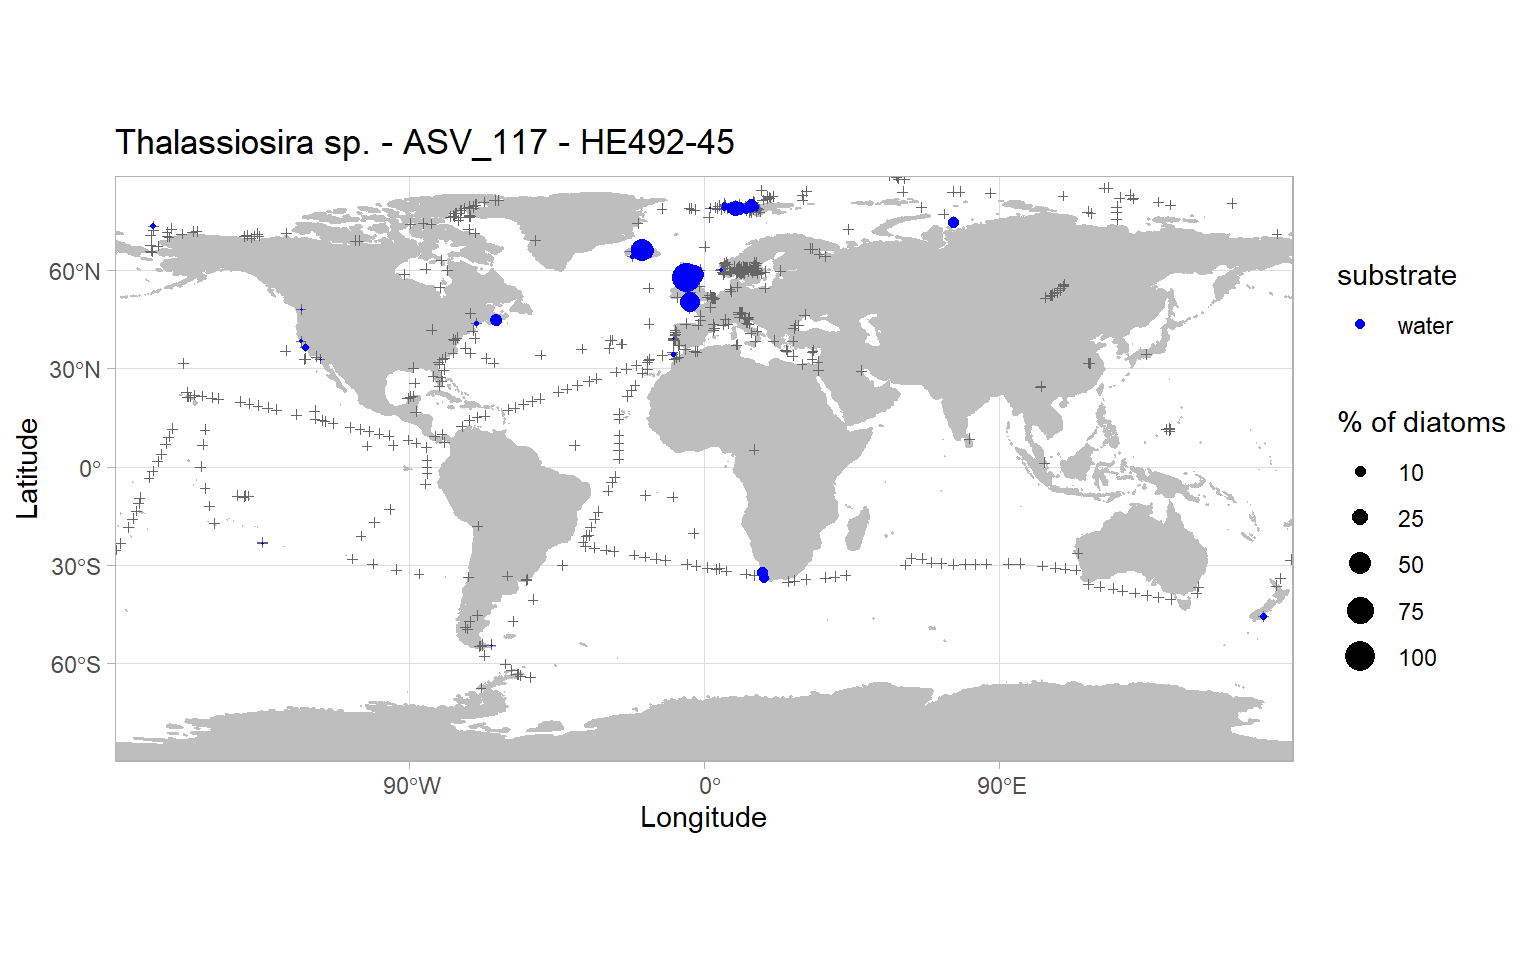 Thalassiosira sp. - ASV_117 - HE492-45
60°N
30°N
0°
30°S
60°S
Latitude
90°W
0°
90°E
Longitude
substrate
water
% of diatoms
10
25
50
75
100